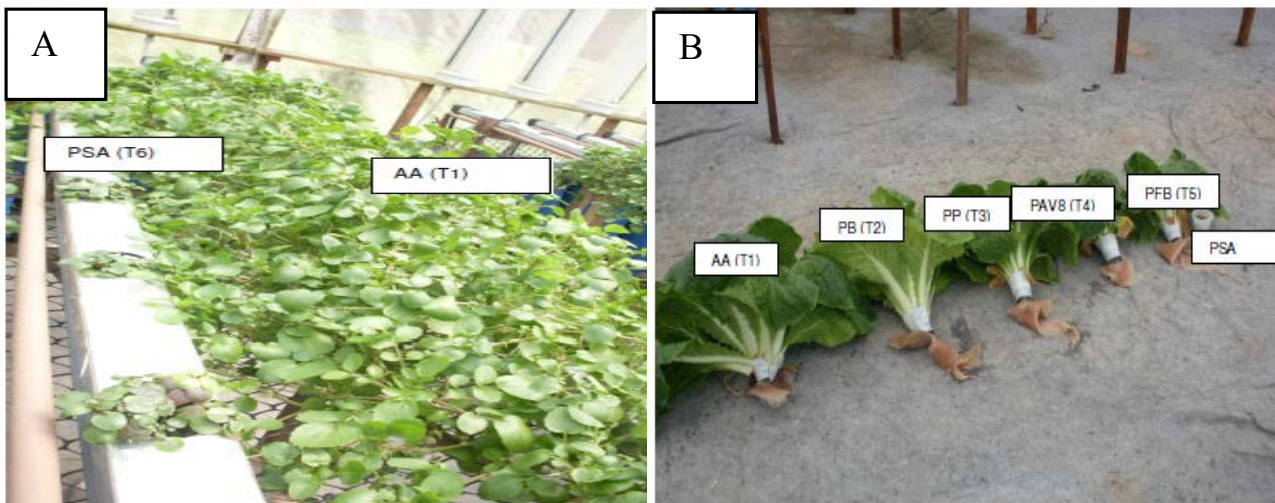 A
PSA (T6)
AA (T1)
B
AA (T1)
PB (T2)
PP (T3)
PAV8 (T4)
PFB (T5)
PSA